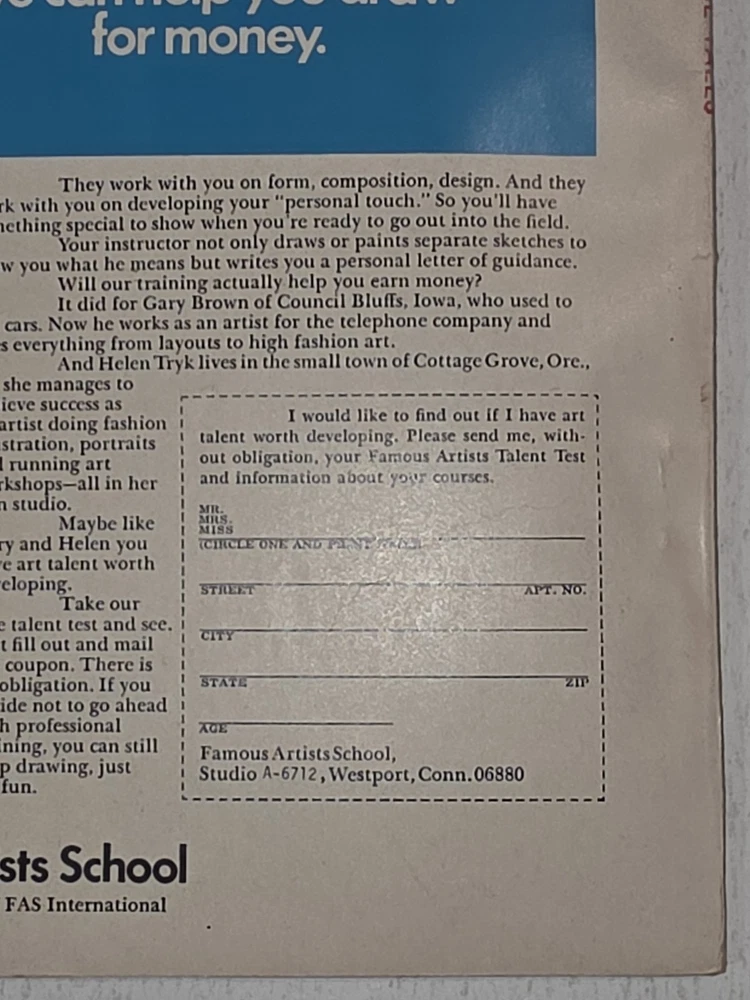 can help you draw
for money.
They work with you on form, composition, design. And they
rk with you on developing your "personal touch." So you'll have
nething special to show when you're ready to go out into the field.
Your instructor not only draws or paints separate sketches to
w you what he means but writes you a personal letter of guidance.
Will our training actually help you earn money?
It did for Gary Brown of Council Bluffs, Iowa, who used to
cars. Now he works as an artist for the telephone company and
s everything from layouts to high fashion art.
And Helen Tryk lives in the small town of Cottage Grove, Ore.,
she manages to
ieve success as
artist doing fashion
stration, portraits
l running art
rkshops—all in her
n studio.
Maybe like
ry and Helen you
e art talent worth
eloping.
Take our
e talent test and see.
t fill out and mail
coupon. There is
obligation. If you
ide not to go ahead
h professional
ining, you can still
p drawing, just
fun.
I would like to find out if I have art
talent worth developing. Please send me, with-
out obligation, your Famous Artists Talent Test
and information about your courses.
MR.
MRS.
MISS
(CIRCLE ONE AND PRINT NAME)
STREET APT. NO.
CITY
STATE ZIP
AGE
Famous Artists School,
Studio A-6712, Westport, Conn. 06880
sts School
FAS International